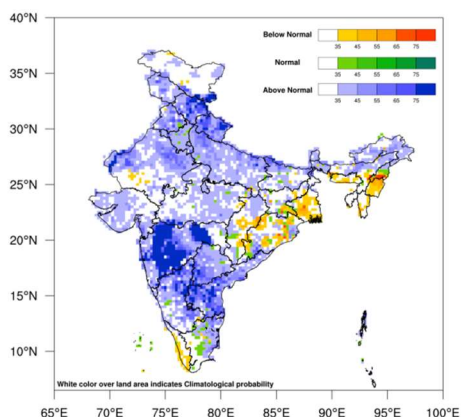 40°N
Below Normal
35 45 55 65 75
35°N
Normal
35 45 55 65 75
Above Normal
35 45 55 65 75
30°N
25°N
20°N
15°N
10°N
White color over land area indicates Climatological probability
65°E 70°E 75°E 80°E 85°E 90°E 95°E 100°E